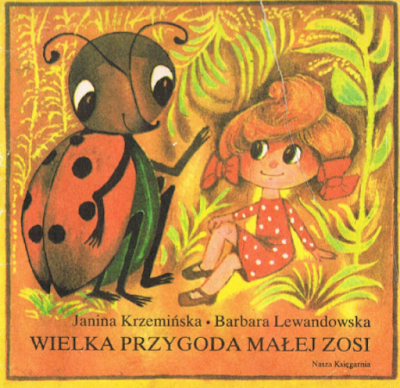 Janina Krzemińska • Barbara Lewandowska
WIELKA PRZYGODA MAŁEJ ZOSI
Nasza Księgarnia